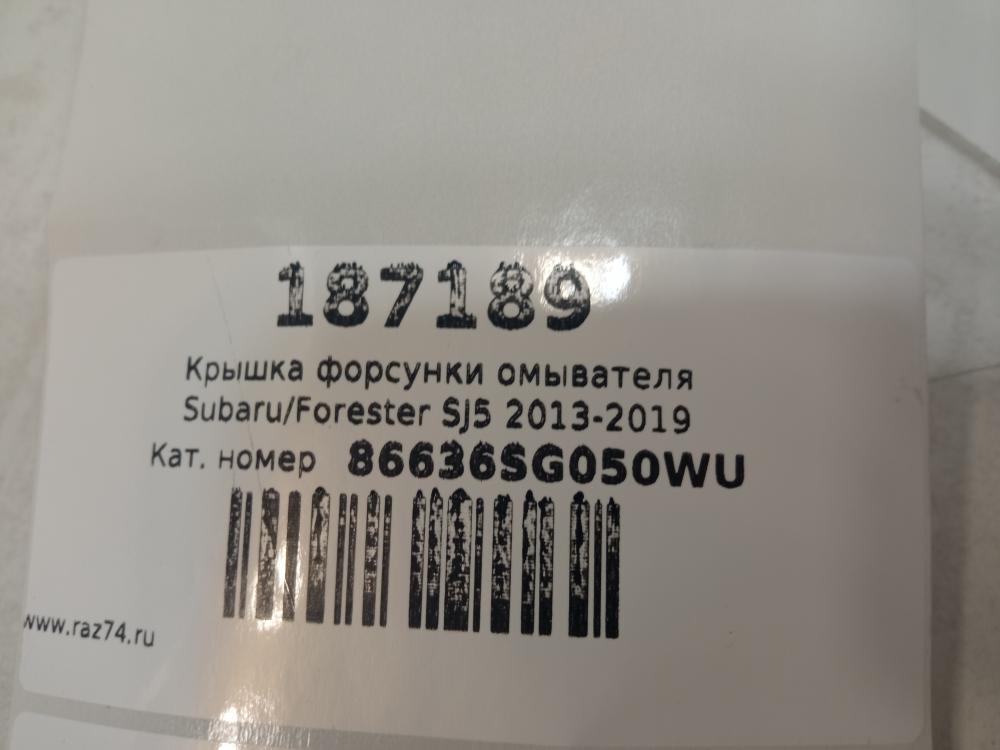 187189
Крышка форсунки омывателя
Subaru/Forester SJ5 2013-2019
Кат. номер 86636SG050WU
www.raz74.ru